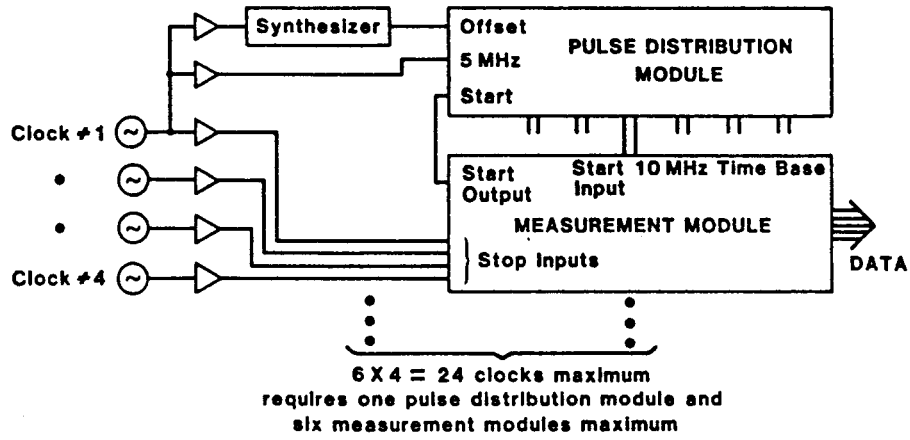 Synthesizer
Offset
5 MHz
Start
PULSE DISTRIBUTION
MODULE
Clock #1
~
~
~
Clock #4
~
Start
Output
Start
Input
10 MHz Time Base
MEASUREMENT MODULE
Stop Inputs
DATA
6 X 4 = 24 clocks maximum
requires one pulse distribution module and
six measurement modules maximum